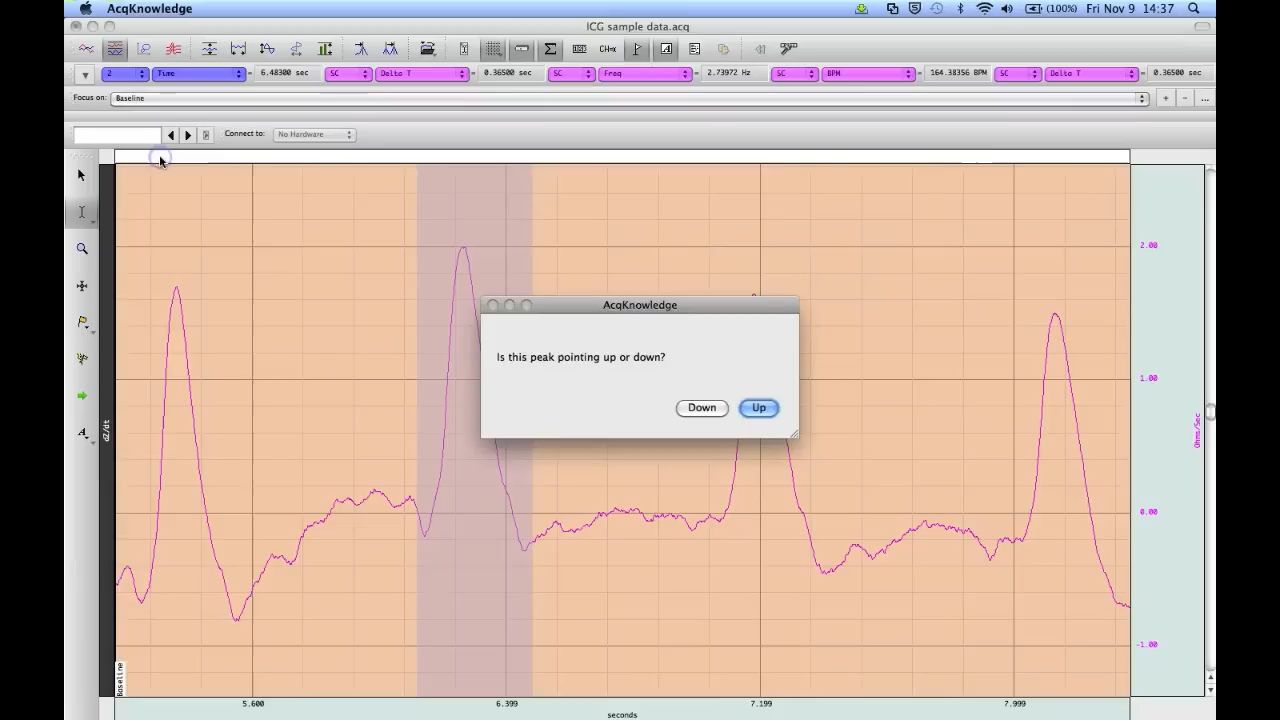 AcqKnowledge (100%) Fri Nov 9 14:37
ICG sample data.acq
2 Time = 6.48300 sec SC Delta T = 0.36500 sec SC Freq = 2.73972 Hz SC BPM = 164.38356 BPM SC Delta T = 0.36500 sec
Focus on: Baseline + - ...
Connect to: No Hardware
AcqKnowledge
Is this peak pointing up or down?
Down Up
2.00
1.00
0.00
-1.00
dZ/dt
Ohms/Sec
Baseline
5.600 6.399 7.199 7.999
seconds